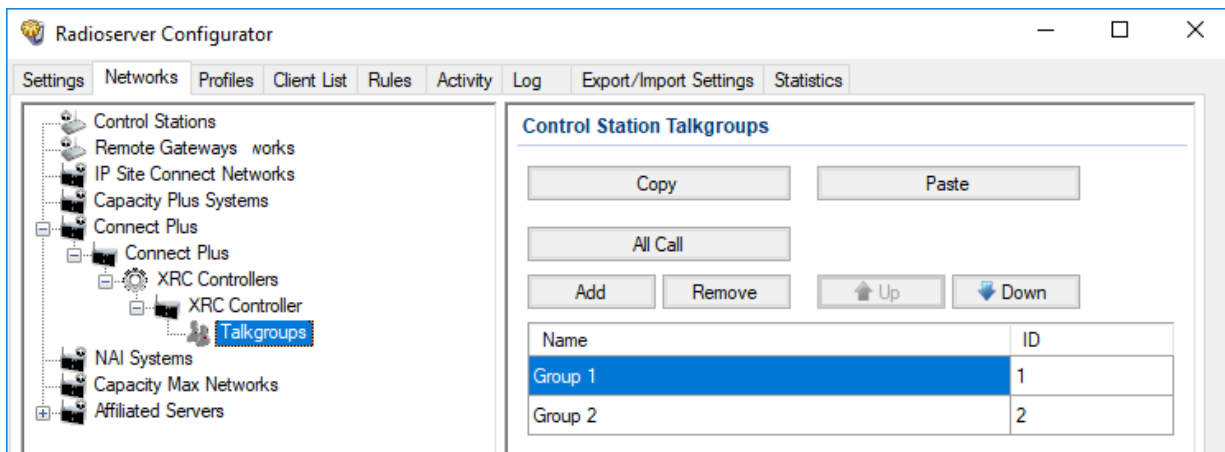 Radioserver Configurator
Settings Networks Profiles Client List Rules Activity Log Export/Import Settings Statistics
Control Stations
Remote Gateways works
IP Site Connect Networks
Capacity Plus Systems
Connect Plus
Connect Plus
XRC Controllers
XRC Controller
Talkgroups
NAI Systems
Capacity Max Networks
Affiliated Servers
Control Station Talkgroups
Copy Paste
All Call
Add Remove Up Down
Name ID
Group 1 1
Group 2 2